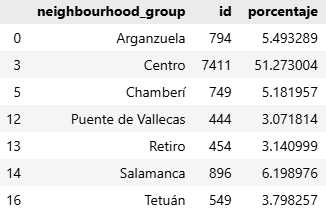 neighbourhood_group id porcentaje
0 Arganzuela 794 5.493289
3 Centro 7411 51.273004
5 Chamberí 749 5.181957
12 Puente de Vallecas 444 3.071814
13 Retiro 454 3.140999
14 Salamanca 896 6.198976
16 Tetuán 549 3.798257